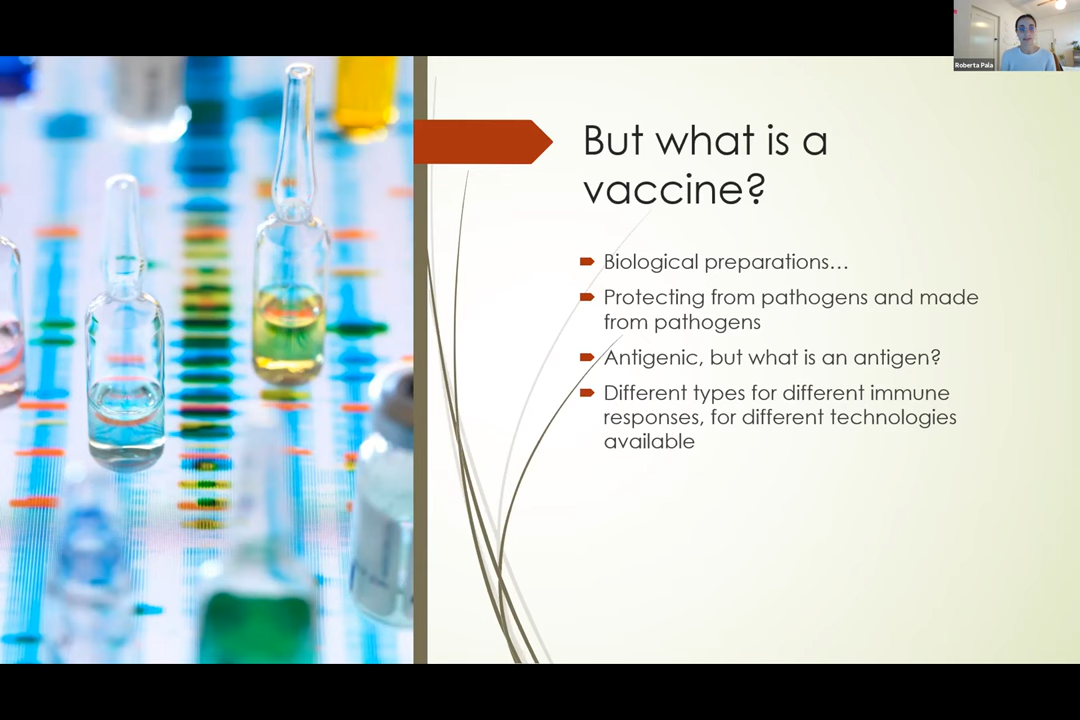 Roberta Pala
But what is a
vaccine?
Biological preparations…
Protecting from pathogens and made
from pathogens
Antigenic, but what is an antigen?
Different types for different immune
responses, for different technologies
available